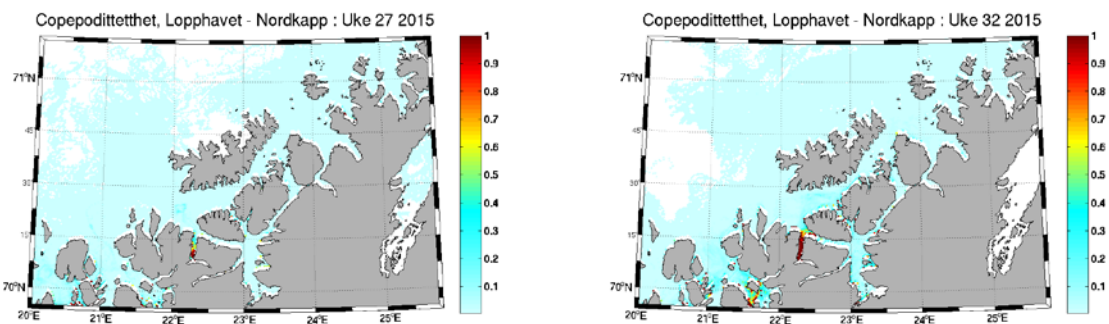 Copepodittetthet, Lopphavet - Nordkapp : Uke 27 2015
71°N
45'
30'
15'
70°N
20°E
21°E
22°E
23°E
24°E
25°E
1
0.9
0.8
0.7
0.6
0.5
0.4
0.3
0.2
0.1
Copepodittetthet, Lopphavet - Nordkapp : Uke 32 2015
71°N
45'
30'
15'
70°N
20°E
21°E
22°E
23°E
24°E
25°E
1
0.9
0.8
0.7
0.6
0.5
0.4
0.3
0.2
0.1